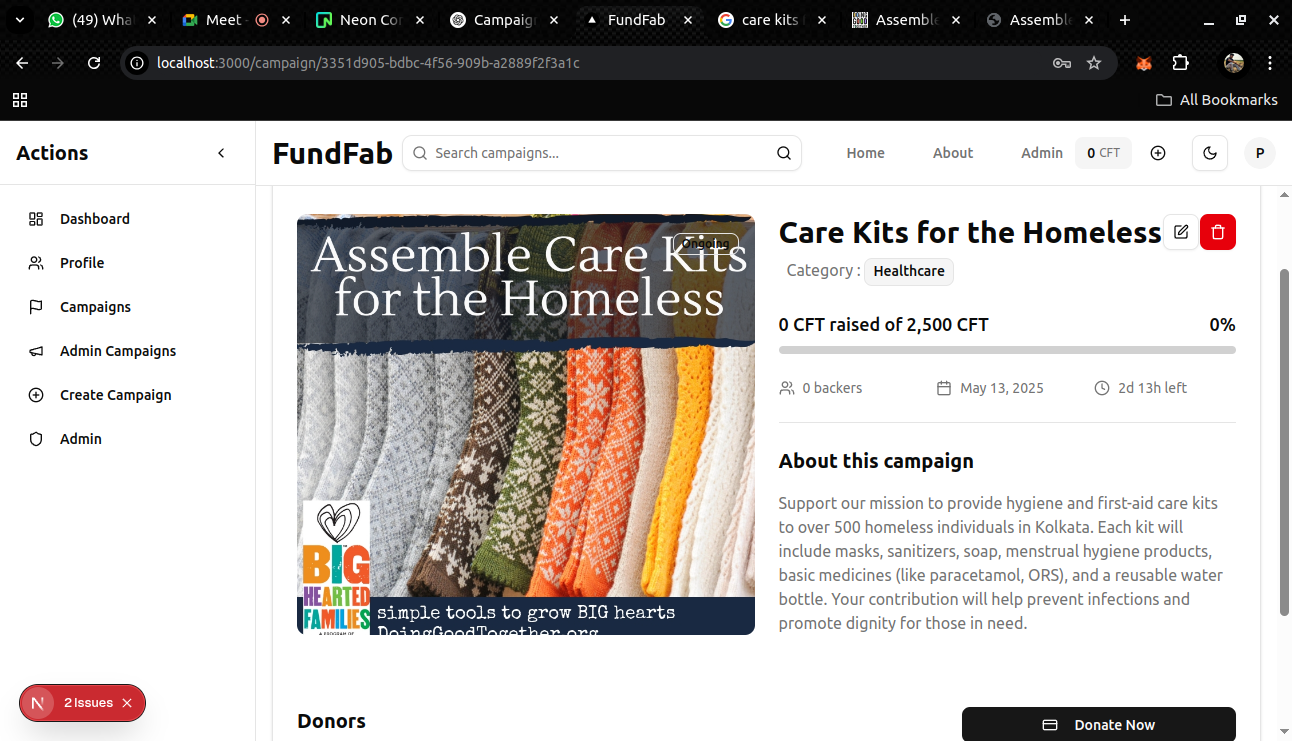 (49) Wha
Meet -
Neon Co
Campaig
FundFab
care kits
Assemble
Assemble
localhost:3000/campaign/3351d905-bdbc-4f56-909b-a2889f2f3a1c
All Bookmarks
Actions
FundFab
Search campaigns...
Home
About
Admin
0 CFT
P
Dashboard
Profile
Campaigns
Admin Campaigns
Create Campaign
Admin
N
2 Issues
Ongoing
Assemble Care Kits
for the Homeless
BIG
HEARTED
FAMILIES
A PROGRAM OF
simple tools to grow BIG hearts
DoingGoodTogether.org
Care Kits for the Homeless
Category :
Healthcare
0 CFT raised of 2,500 CFT
0%
0 backers
May 13, 2025
2d 13h left
About this campaign
Support our mission to provide hygiene and first-aid care kits
to over 500 homeless individuals in Kolkata. Each kit will
include masks, sanitizers, soap, menstrual hygiene products,
basic medicines (like paracetamol, ORS), and a reusable water
bottle. Your contribution will help prevent infections and
promote dignity for those in need.
Donors
Donate Now